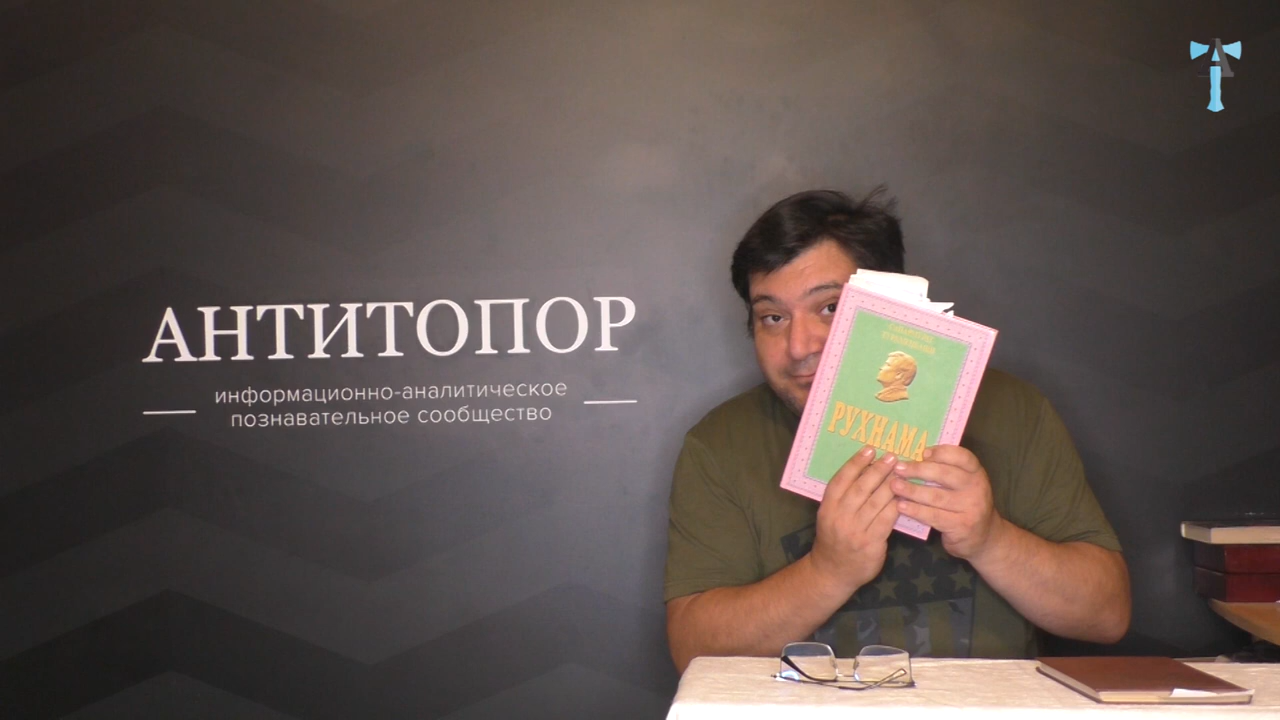 АНТИТОПОР
информационно-аналитическое
познавательное сообщество
РУХНАМА